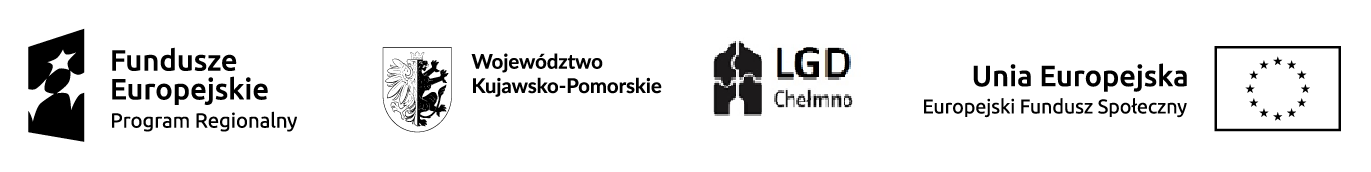 Fundusze
Europejskie
Program Regionalny
Województwo
Kujawsko-Pomorskie
LGD
Chełmno
Unia Europejska
Europejski Fundusz Społeczny